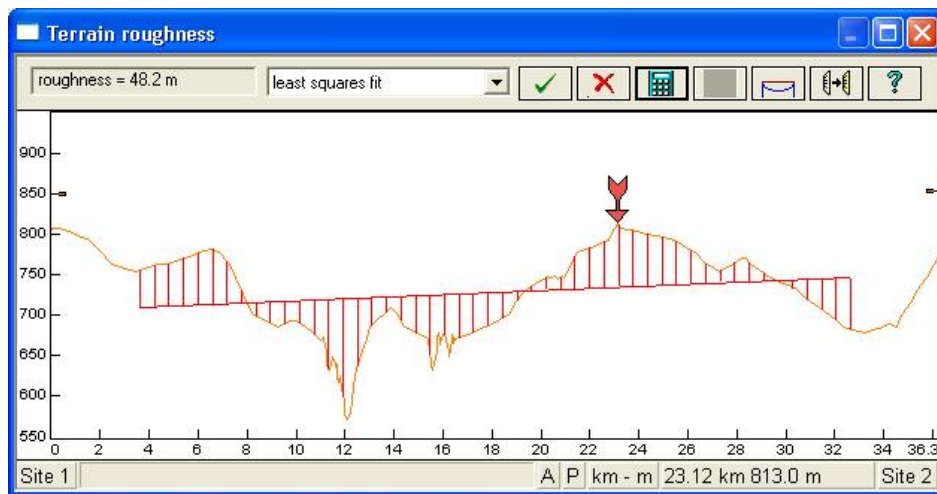 Terrain roughness
roughness = 48.2 m
least squares fit
?
900
850
800
750
700
650
600
550
0 2 4 6 8 10 12 14 16 18 20 22 24 26 28 30 32 34 36.3
Site 1 A P km - m 23.12 km 813.0 m Site 2